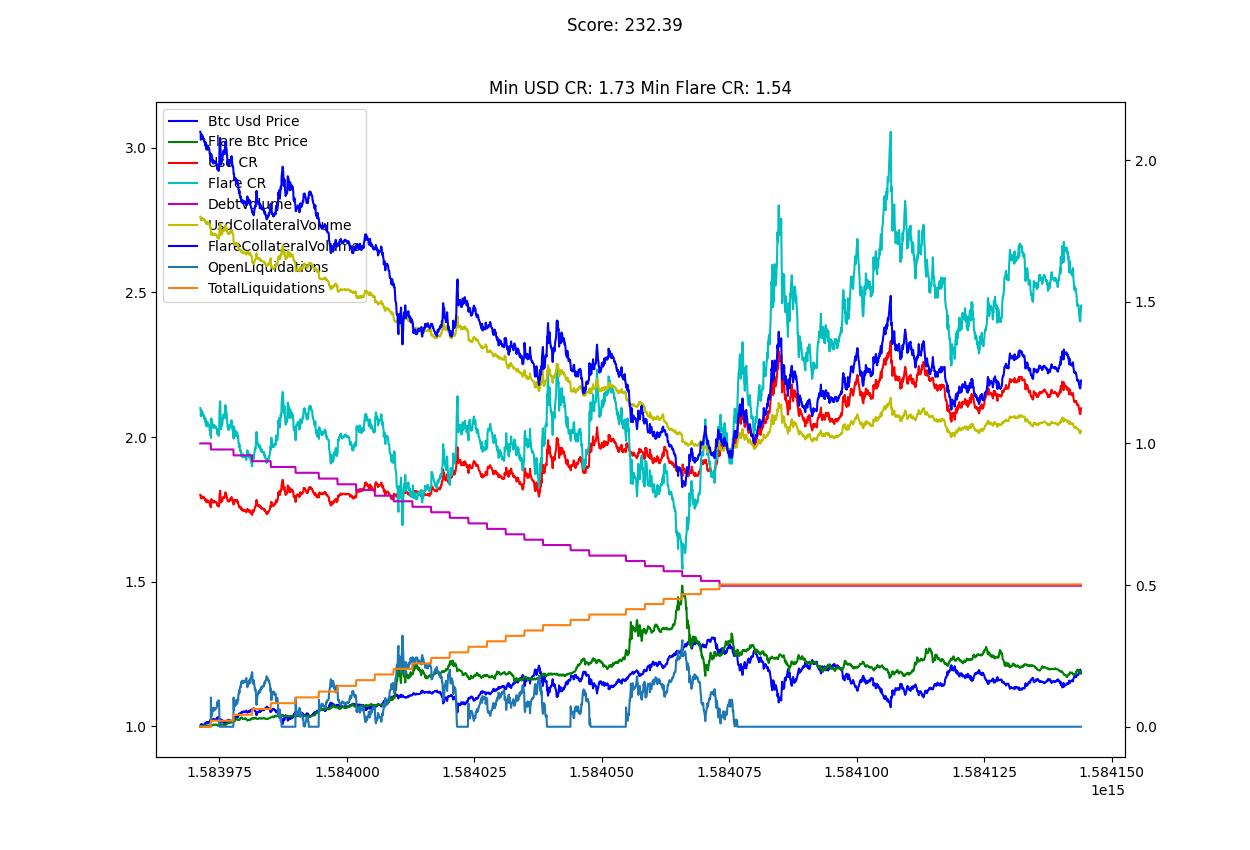 Score: 232.39
Min USD CR: 1.73 Min Flare CR: 1.54
Btc Usd Price
Flare Btc Price
Usd CR
Flare CR
DebtVolume
UsdCollateralVolume
FlareCollateralVolume
OpenLiquidations
TotalLiquidations
3.0
2.5
2.0
1.5
1.0
2.0
1.5
1.0
0.5
0.0
1.583975 1.584000 1.584025 1.584050 1.584075 1.584100 1.584125 1.584150
1e15